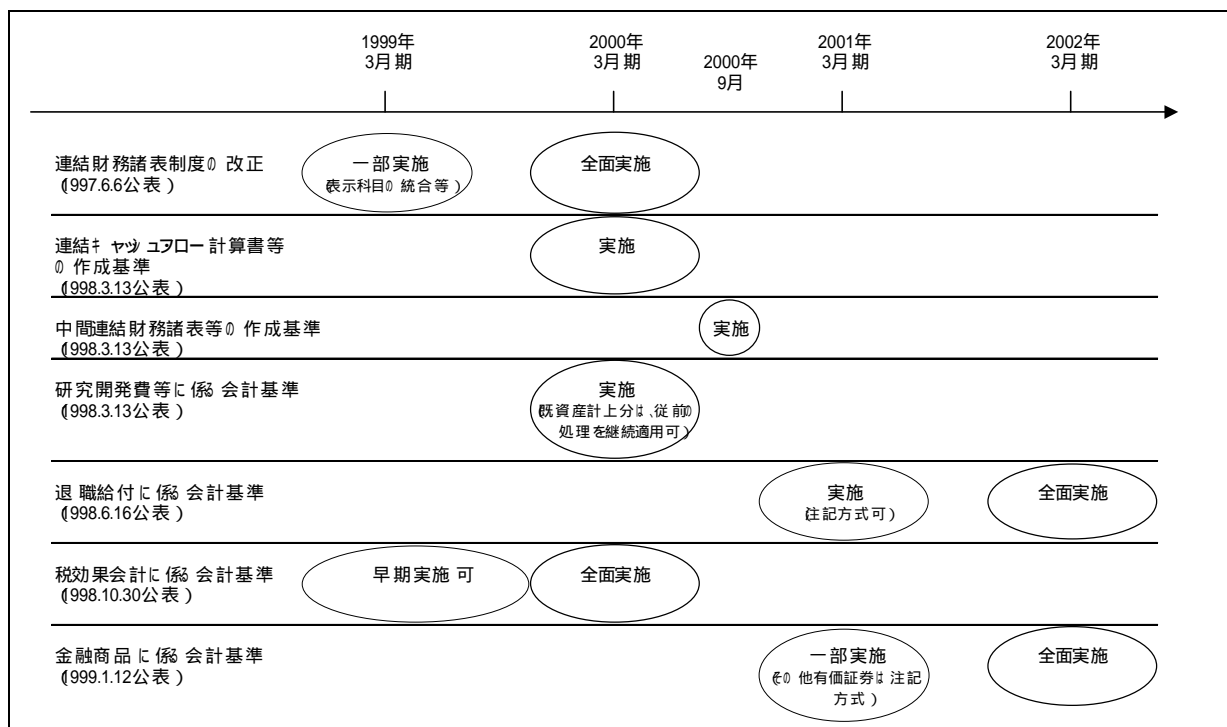 1999年
3月期
2000年
3月期
2000年
9月
2001年
3月期
2002年
3月期
連結財務諸表制度の改正
(1997.6.6公表)
一部実施
(表示科目の統合等)
全面実施
連結キャッシュフロー計算書等
の作成基準
(1998.3.13公表)
実施
中間連結財務諸表等の作成基準
(1998.3.13公表)
実施
研究開発費等に係る会計基準
(1998.3.13公表)
実施
(既資産計上分は、従前の
処理を継続適用可)
退職給付に係る会計基準
(1998.6.16公表)
実施
(注記方式可)
全面実施
税効果会計に係る会計基準
(1998.10.30公表)
早期実施可
全面実施
金融商品に係る会計基準
(1999.1.12公表)
一部実施
(その他有価証券は注記
方式)
全面実施